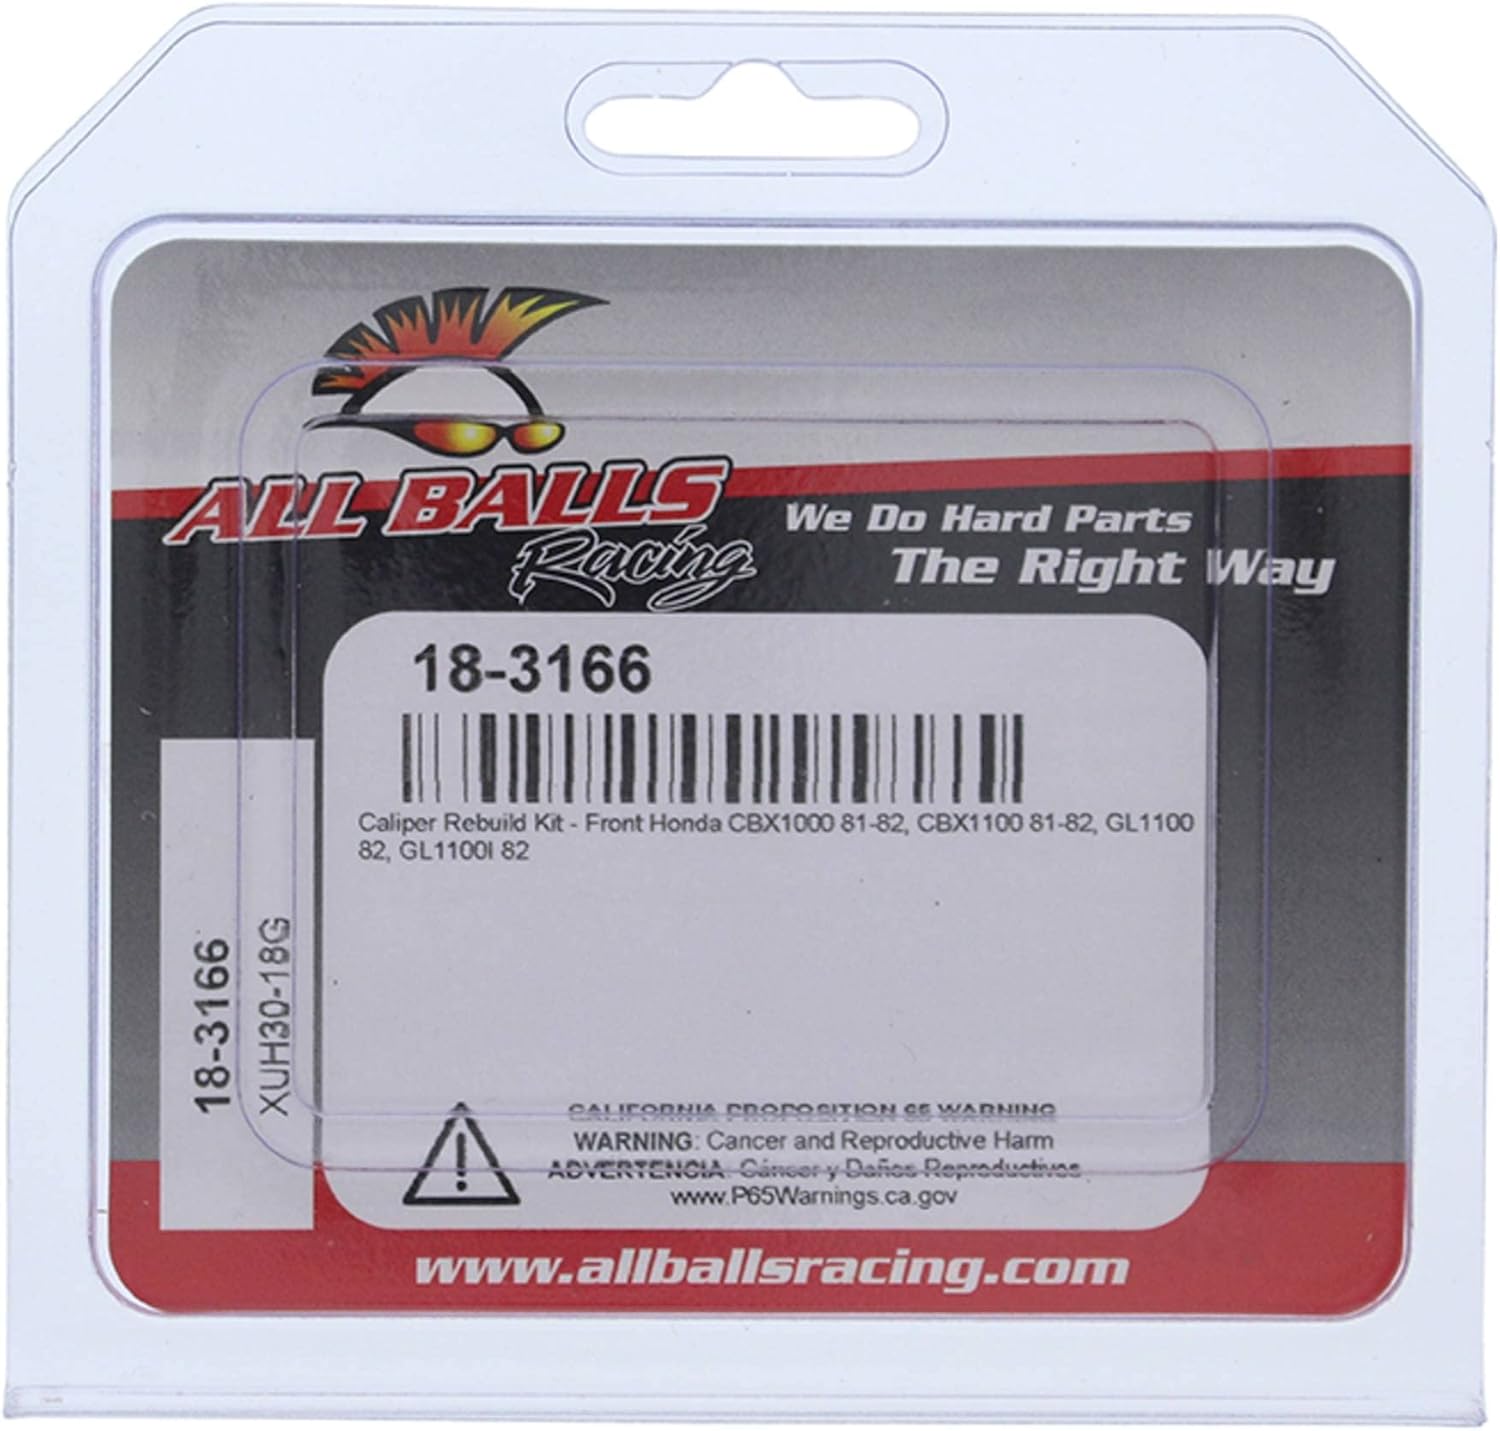 ALL BALLS
Racing
We Do Hard Parts
The Right Way
18-3166
Caliper Rebuild Kit - Front Honda CBX1000 81-82, CBX1100 81-82, GL1100
82, GL1100I 82
18-3166
XUH30-18G
CALIFORNIA PROPOSITION 65 WARNING
WARNING: Cancer and Reproductive Harm
ADVERTENCIA: Cáncer y Daños Reproductivos
www.P65Warnings.ca.gov
www.allballsracing.com